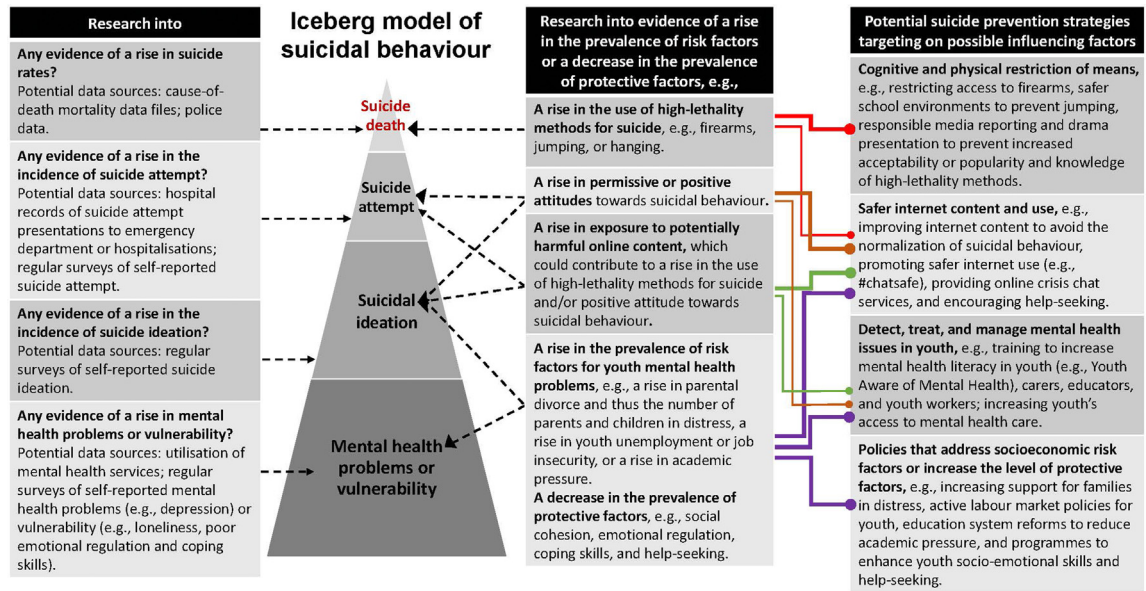 Research into
Any evidence of a rise in suicide
rates?
Potential data sources: cause-of-
death mortality data files; police
data.
Any evidence of a rise in the
incidence of suicide attempt?
Potential data sources: hospital
records of suicide attempt
presentations to emergency
department or hospitalisations;
regular surveys of self-reported
suicide attempt.
Any evidence of a rise in the
incidence of suicide ideation?
Potential data sources: regular
surveys of self-reported suicide
ideation.
Any evidence of a rise in mental
health problems or vulnerability?
Potential data sources: utilisation of
mental health services; regular
surveys of self-reported mental
health problems (e.g., depression) or
vulnerability (e.g., loneliness, poor
emotional regulation and coping
skills).
Iceberg model of
suicidal behaviour
Suicide
death
Suicide
attempt
Suicidal
ideation
Mental health
problems or
vulnerability
Research into evidence of a rise
in the prevalence of risk factors
or a decrease in the prevalence
of protective factors, e.g.,
A rise in the use of high-lethality
methods for suicide, e.g., firearms,
jumping, or hanging.
A rise in permissive or positive
attitudes towards suicidal behaviour.
A rise in exposure to potentially
harmful online content, which
could contribute to a rise in the use
of high-lethality methods for suicide
and/or positive attitude towards
suicidal behaviour.
A rise in the prevalence of risk
factors for youth mental health
problems, e.g., a rise in parental
divorce and thus the number of
parents and children in distress, a
rise in youth unemployment or job
insecurity, or a rise in academic
pressure.
A decrease in the prevalence of
protective factors, e.g., social
cohesion, emotional regulation,
coping skills, and help-seeking.
Potential suicide prevention strategies
targeting on possible influencing factors
Cognitive and physical restriction of means,
e.g., restricting access to firearms, safer
school environments to prevent jumping,
responsible media reporting and drama
presentation to prevent increased
acceptability or popularity and knowledge
of high-lethality methods.
Safer internet content and use, e.g.,
improving internet content to avoid the
normalization of suicidal behaviour,
promoting safer internet use (e.g.,
#chatsafe), providing online crisis chat
services, and encouraging help-seeking.
Detect, treat, and manage mental health
issues in youth, e.g., training to increase
mental health literacy in youth (e.g., Youth
Aware of Mental Health), carers, educators,
and youth workers; increasing youth's
access to mental health care.
Policies that address socioeconomic risk
factors or increase the level of protective
factors, e.g., increasing support for families
in distress, active labour market policies for
youth, education system reforms to reduce
academic pressure, and programmes to
enhance youth socio-emotional skills and
help-seeking.